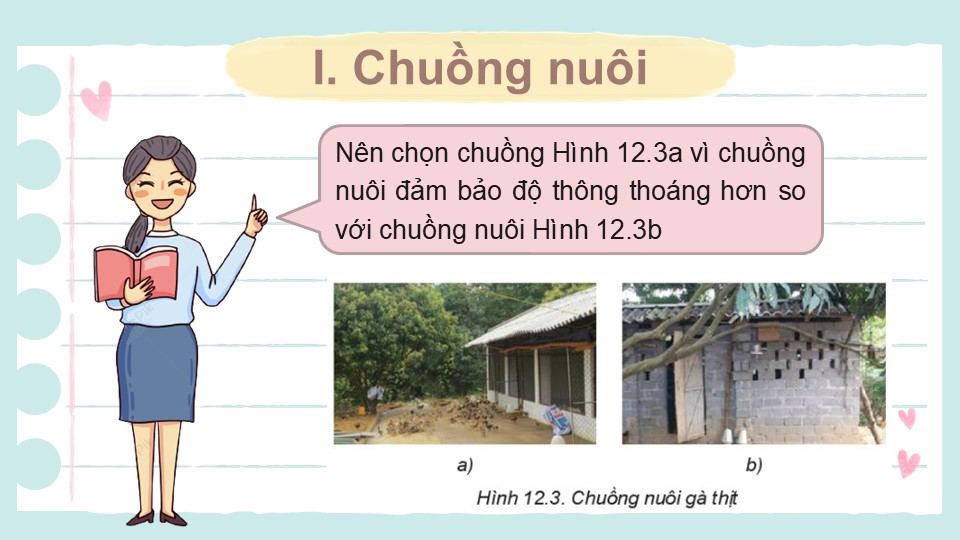 I. Chuồng nuôi
Nên chọn chuồng Hình 12.3a vì chuồng
nuôi đảm bảo độ thông thoáng hơn so
với chuồng nuôi Hình 12.3b
a)
b)
Hình 12.3. Chuồng nuôi gà thịt